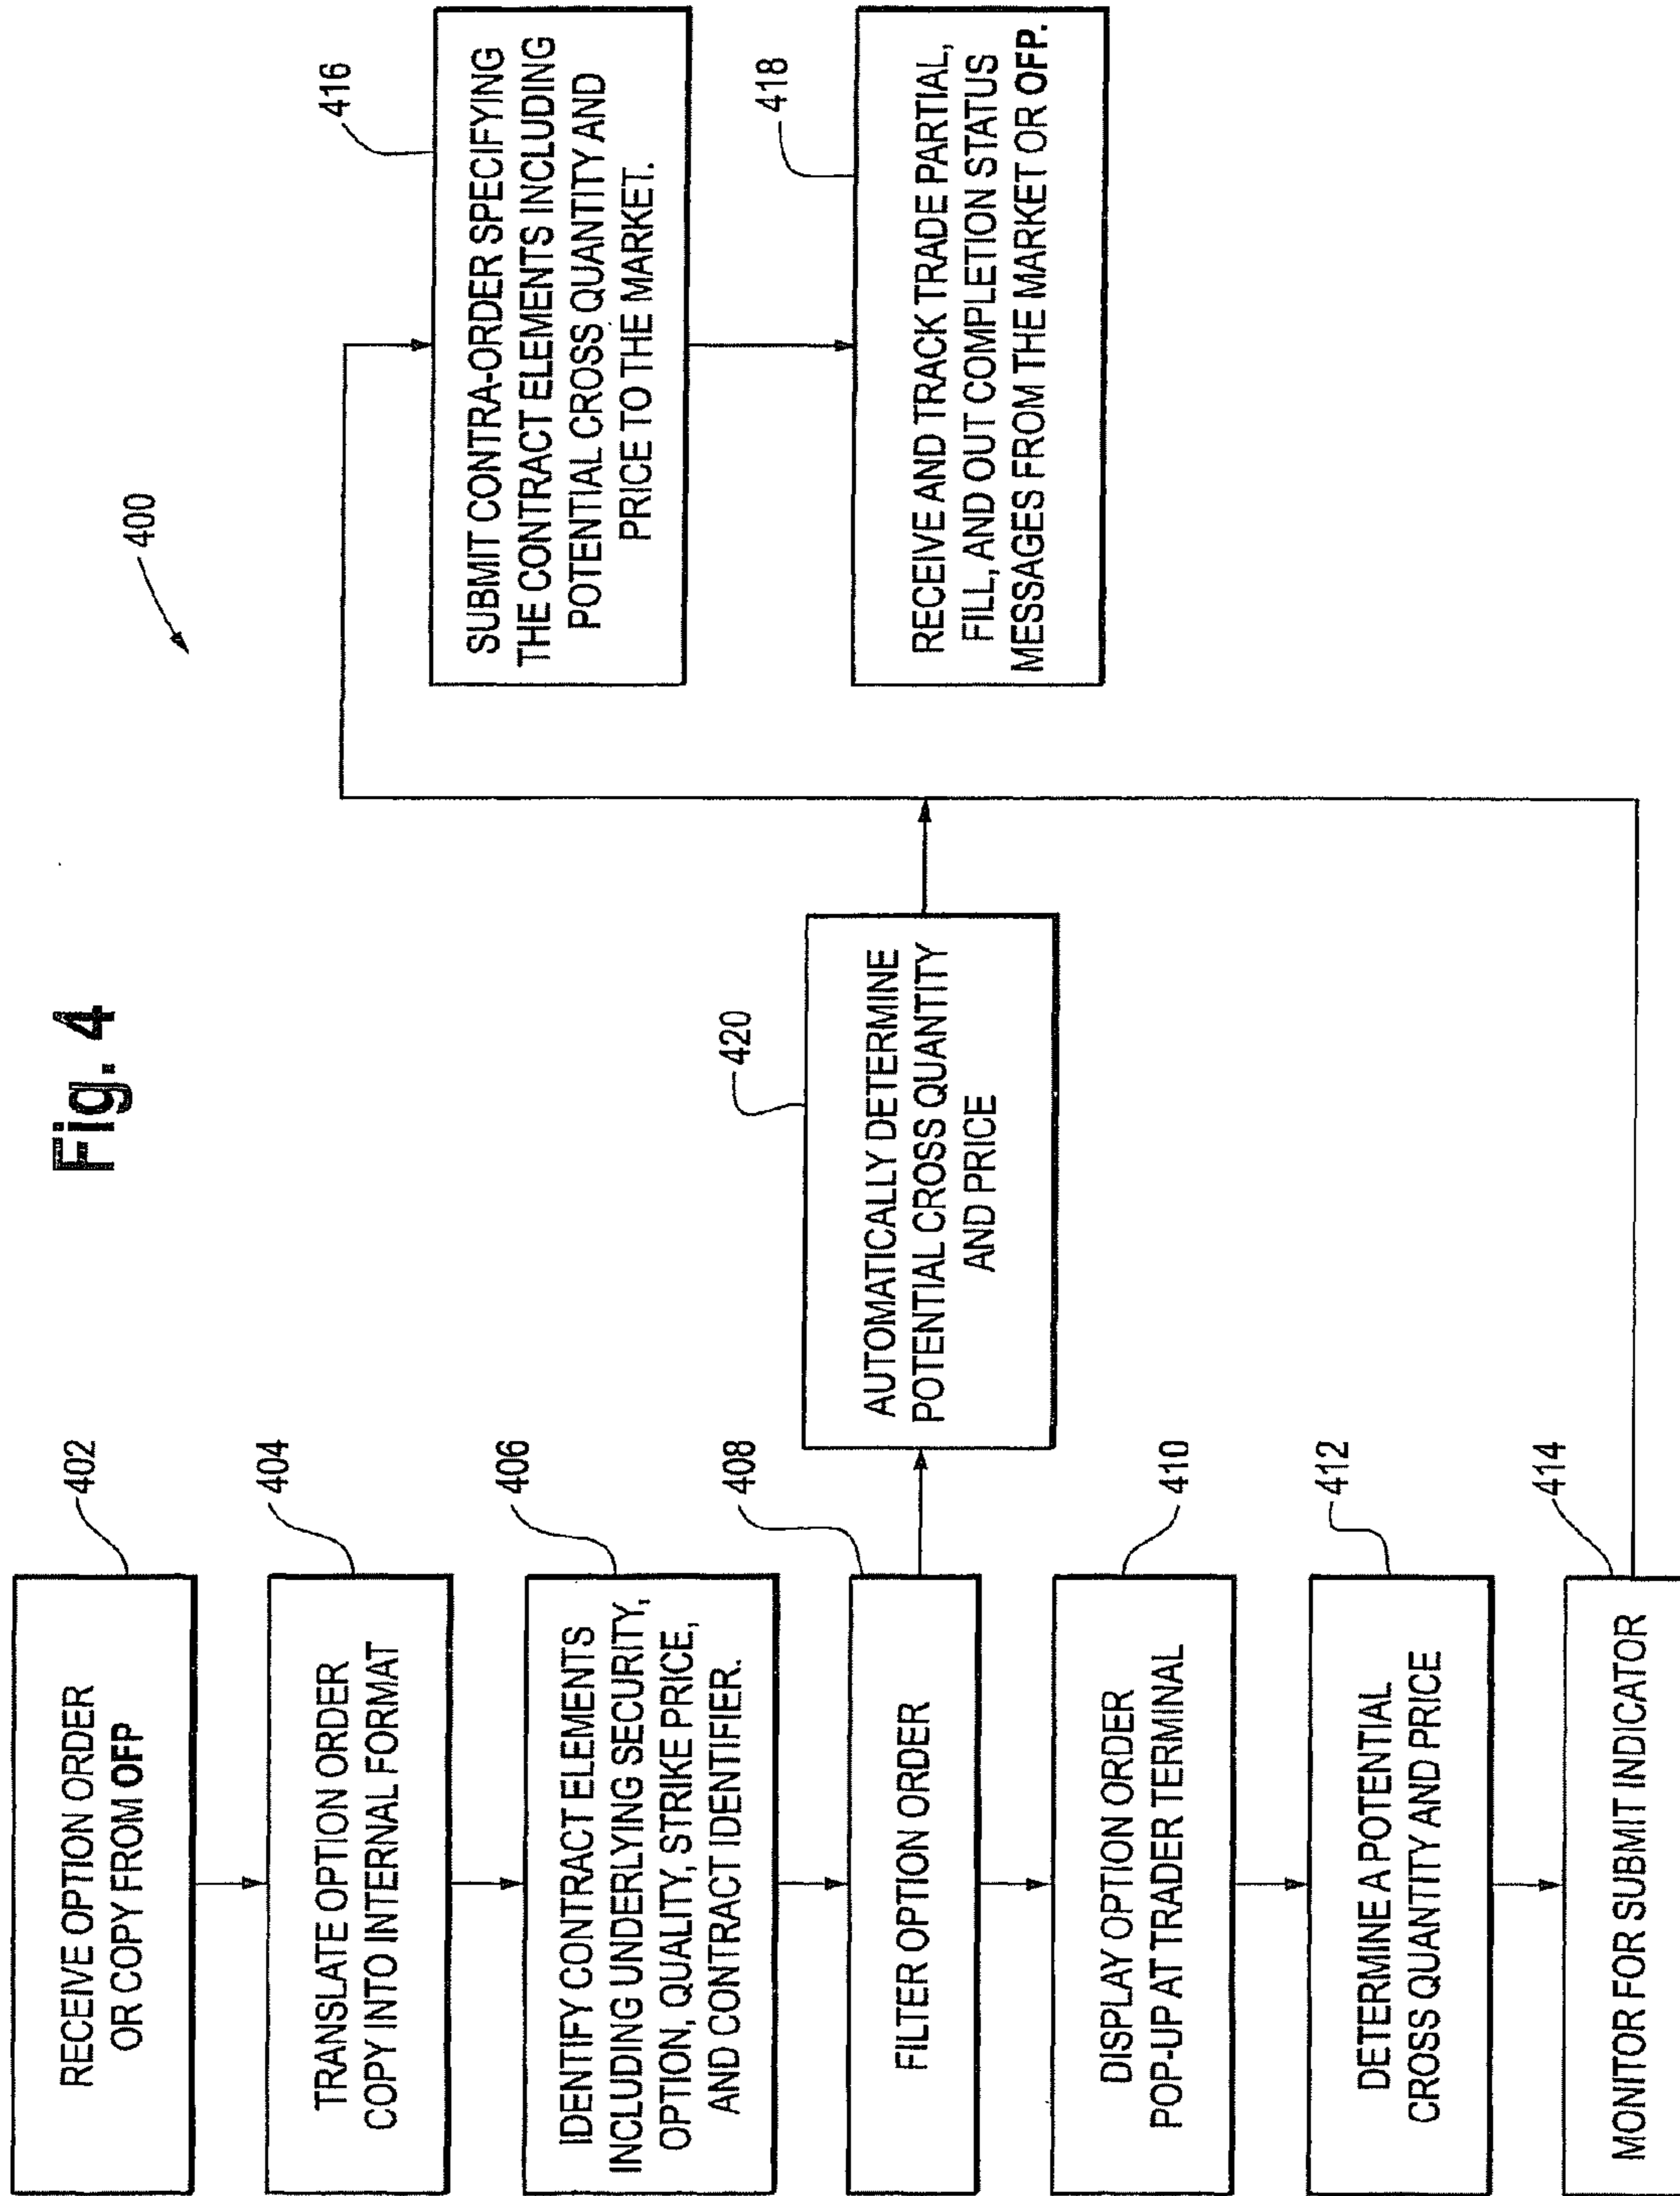 Fig. 4
400
402
RECEIVE OPTION ORDER
OR COPY FROM OFP
404
TRANSLATE OPTION ORDER
COPY INTO INTERNAL FORMAT
406
IDENTIFY CONTRACT ELEMENTS
INCLUDING UNDERLYING SECURITY,
OPTION, QUALITY, STRIKE PRICE,
AND CONTRACT IDENTIFIER.
408
FILTER OPTION ORDER
410
DISPLAY OPTION ORDER
POP-UP AT TRADER TERMINAL
412
DETERMINE A POTENTIAL
CROSS QUANTITY AND PRICE
414
MONITOR FOR SUBMIT INDICATOR
420
AUTOMATICALLY DETERMINE
POTENTIAL CROSS QUANTITY
AND PRICE
416
SUBMIT CONTRA-ORDER SPECIFYING
THE CONTRACT ELEMENTS INCLUDING
POTENTIAL CROSS QUANTITY AND
PRICE TO THE MARKET.
418
RECEIVE AND TRACK TRADE PARTIAL,
FILL, AND OUT COMPLETION STATUS
MESSAGES FROM THE MARKET OR OFP.